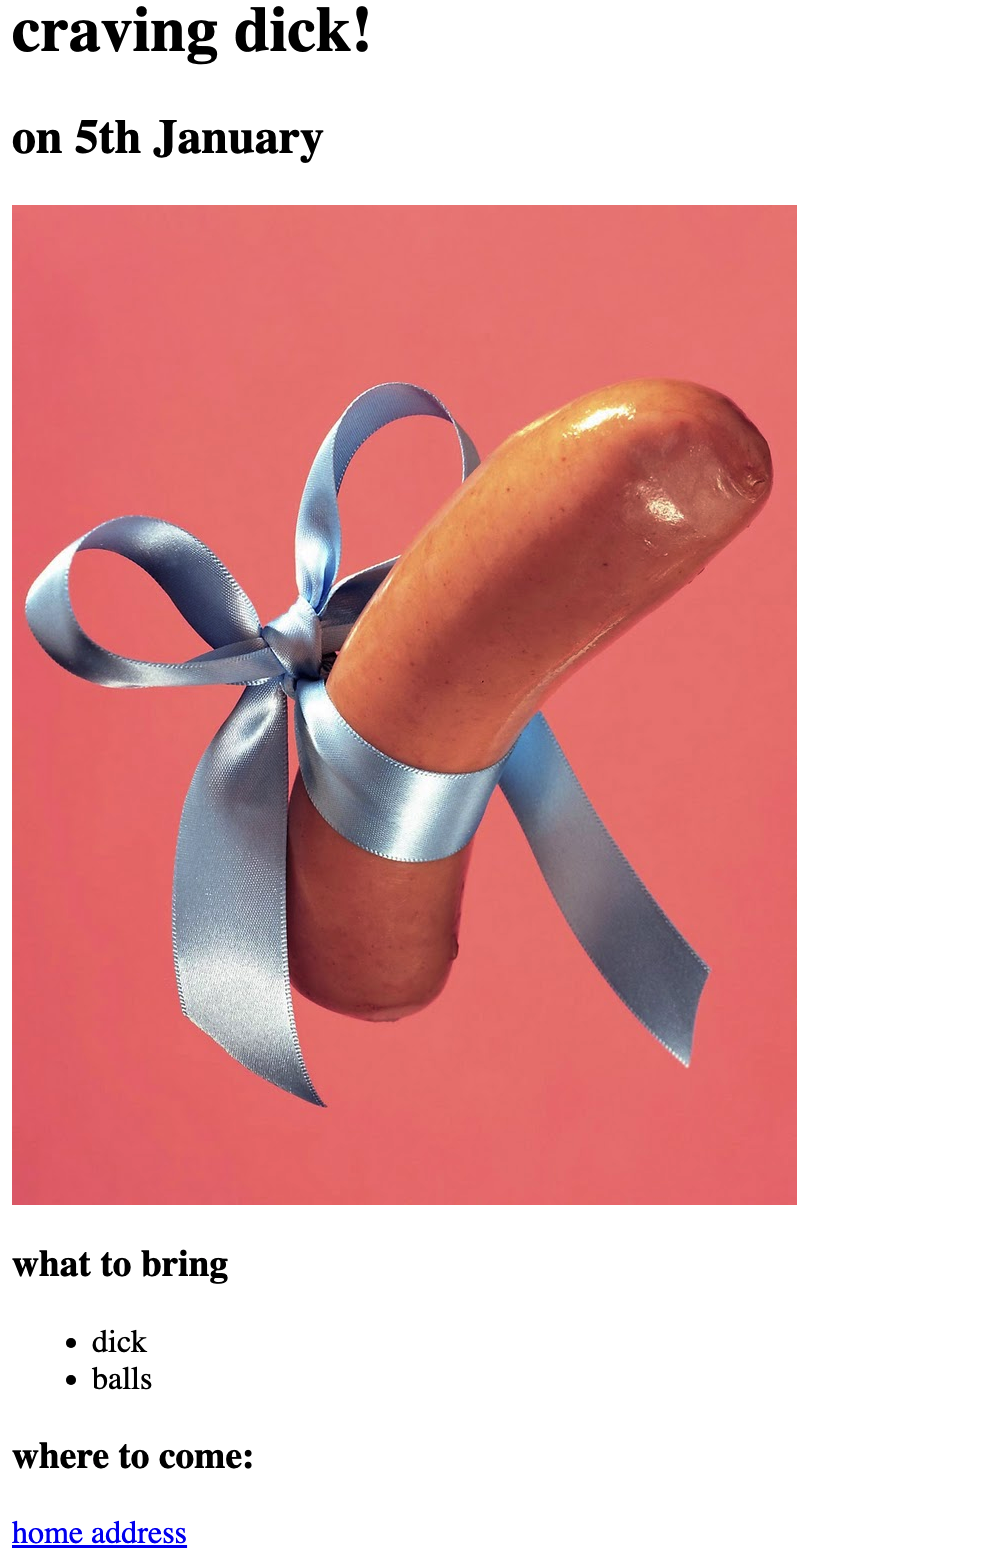 craving dick!
on 5th January
what to bring
dick
balls
where to come:
home address